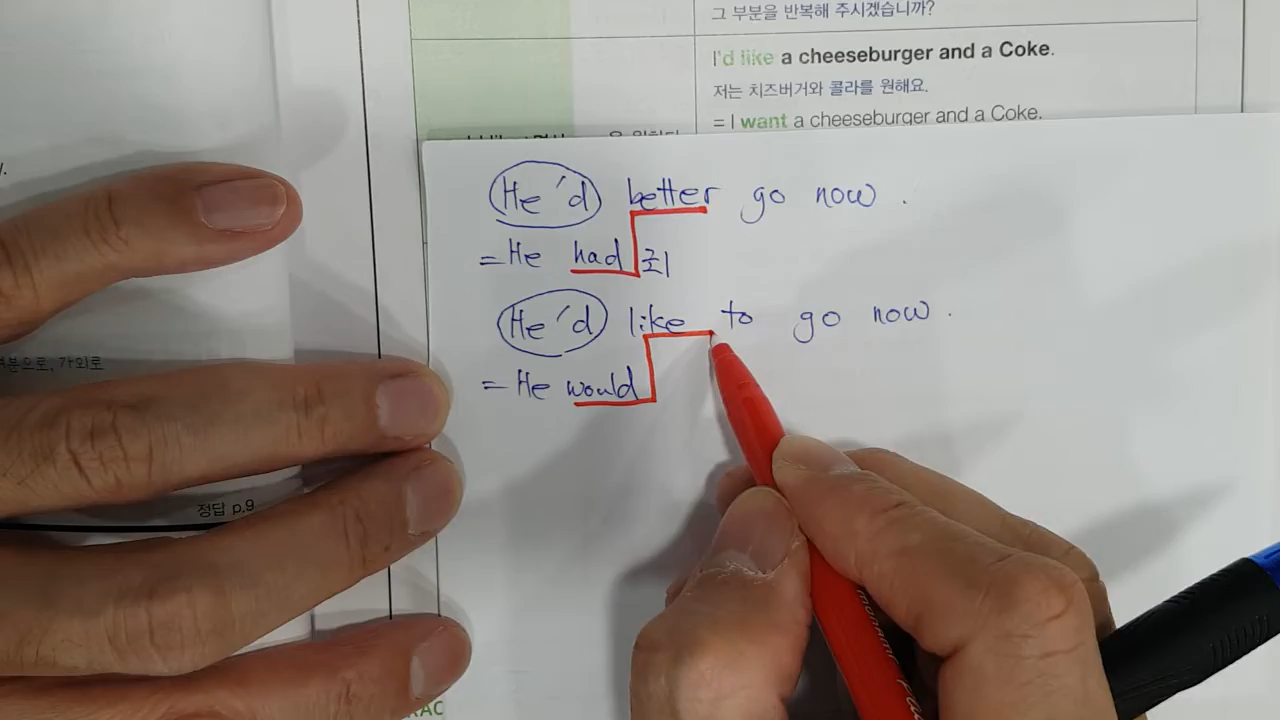 그 부분을 반복해 주시겠습니까?
I'd like a cheeseburger and a Coke.
저는 치즈버거와 콜라를 원해요.
= I want a cheeseburger and a Coke.
He'd better go now.
= He had 최
He'd like to go now.
= He would
정답 p.9